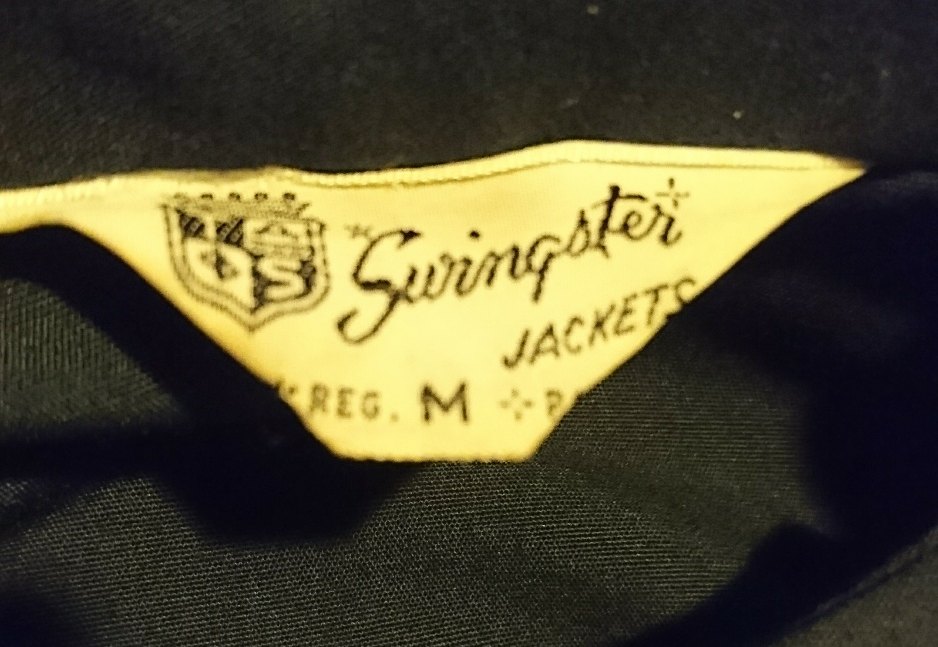 Swingster
JACKETS
REG. M